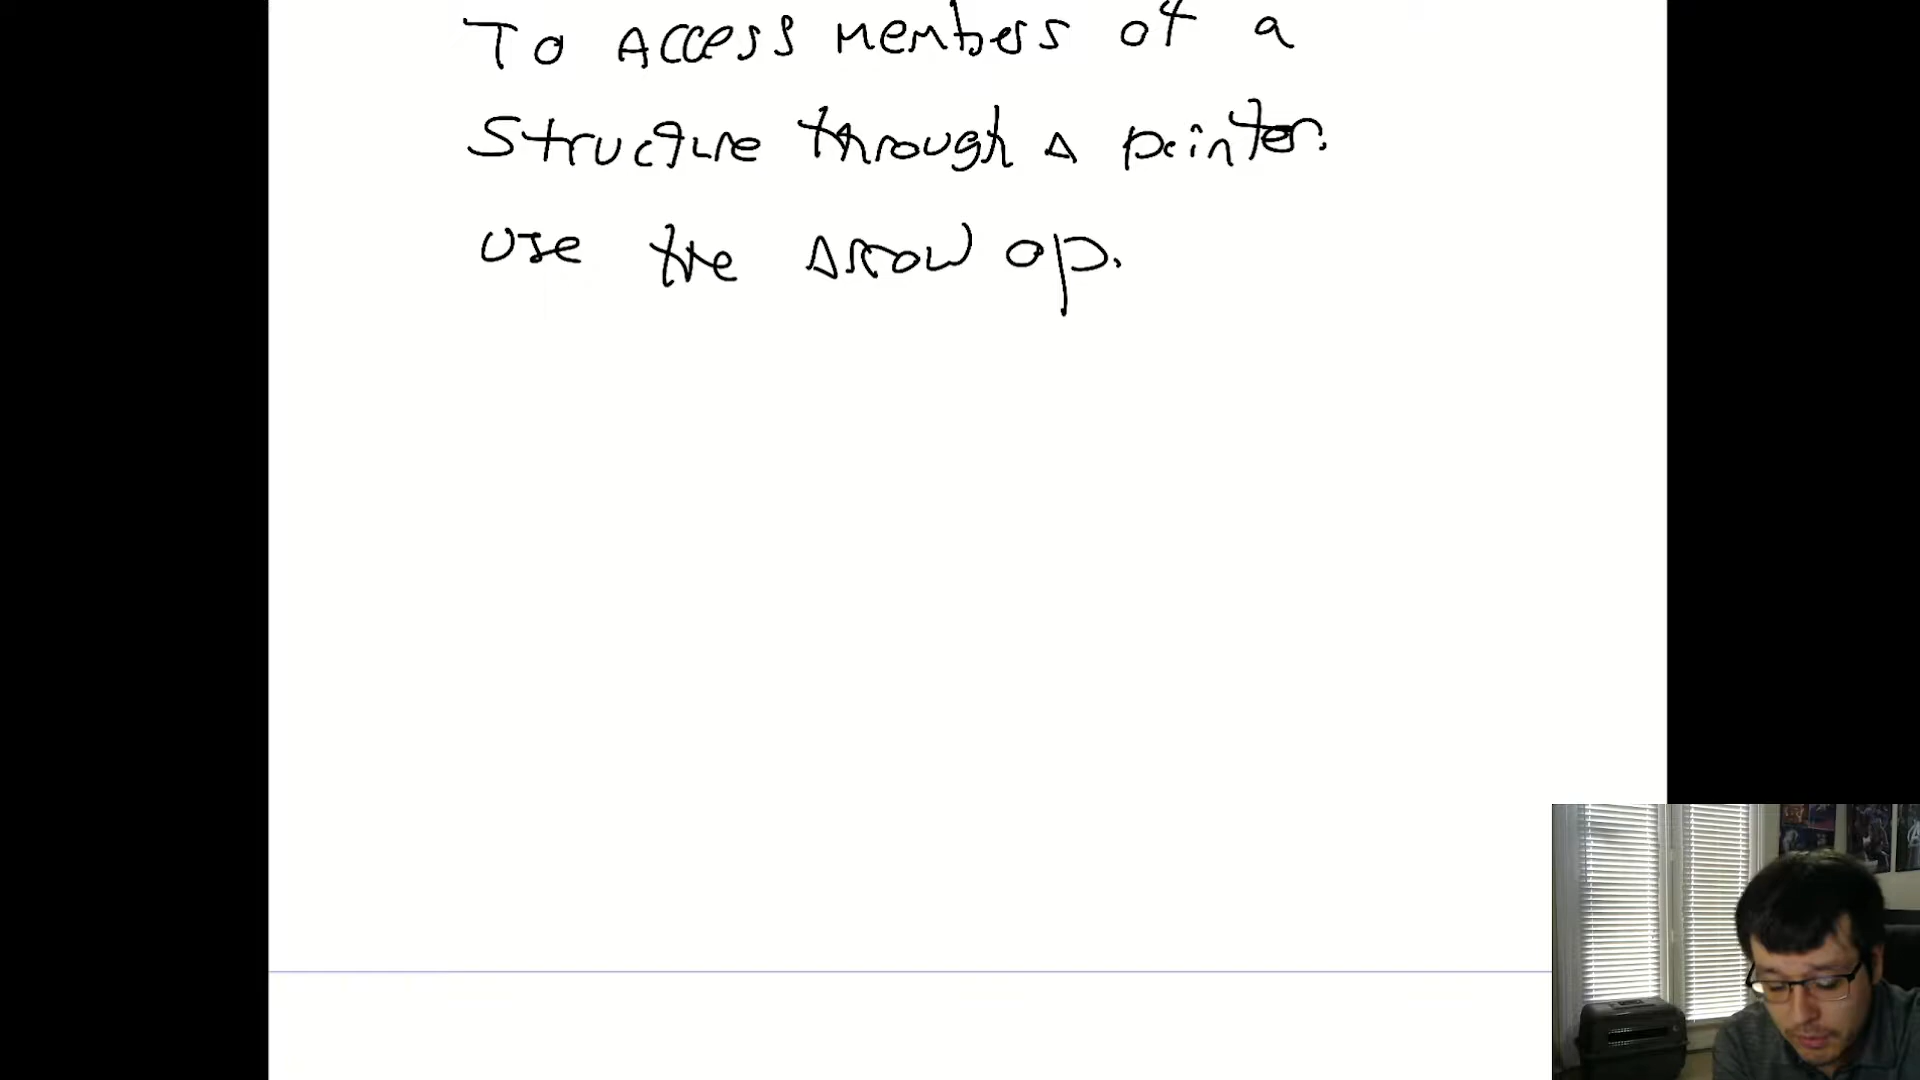 To Access members of a
Structure through a pointer.
Use the Arrow op.